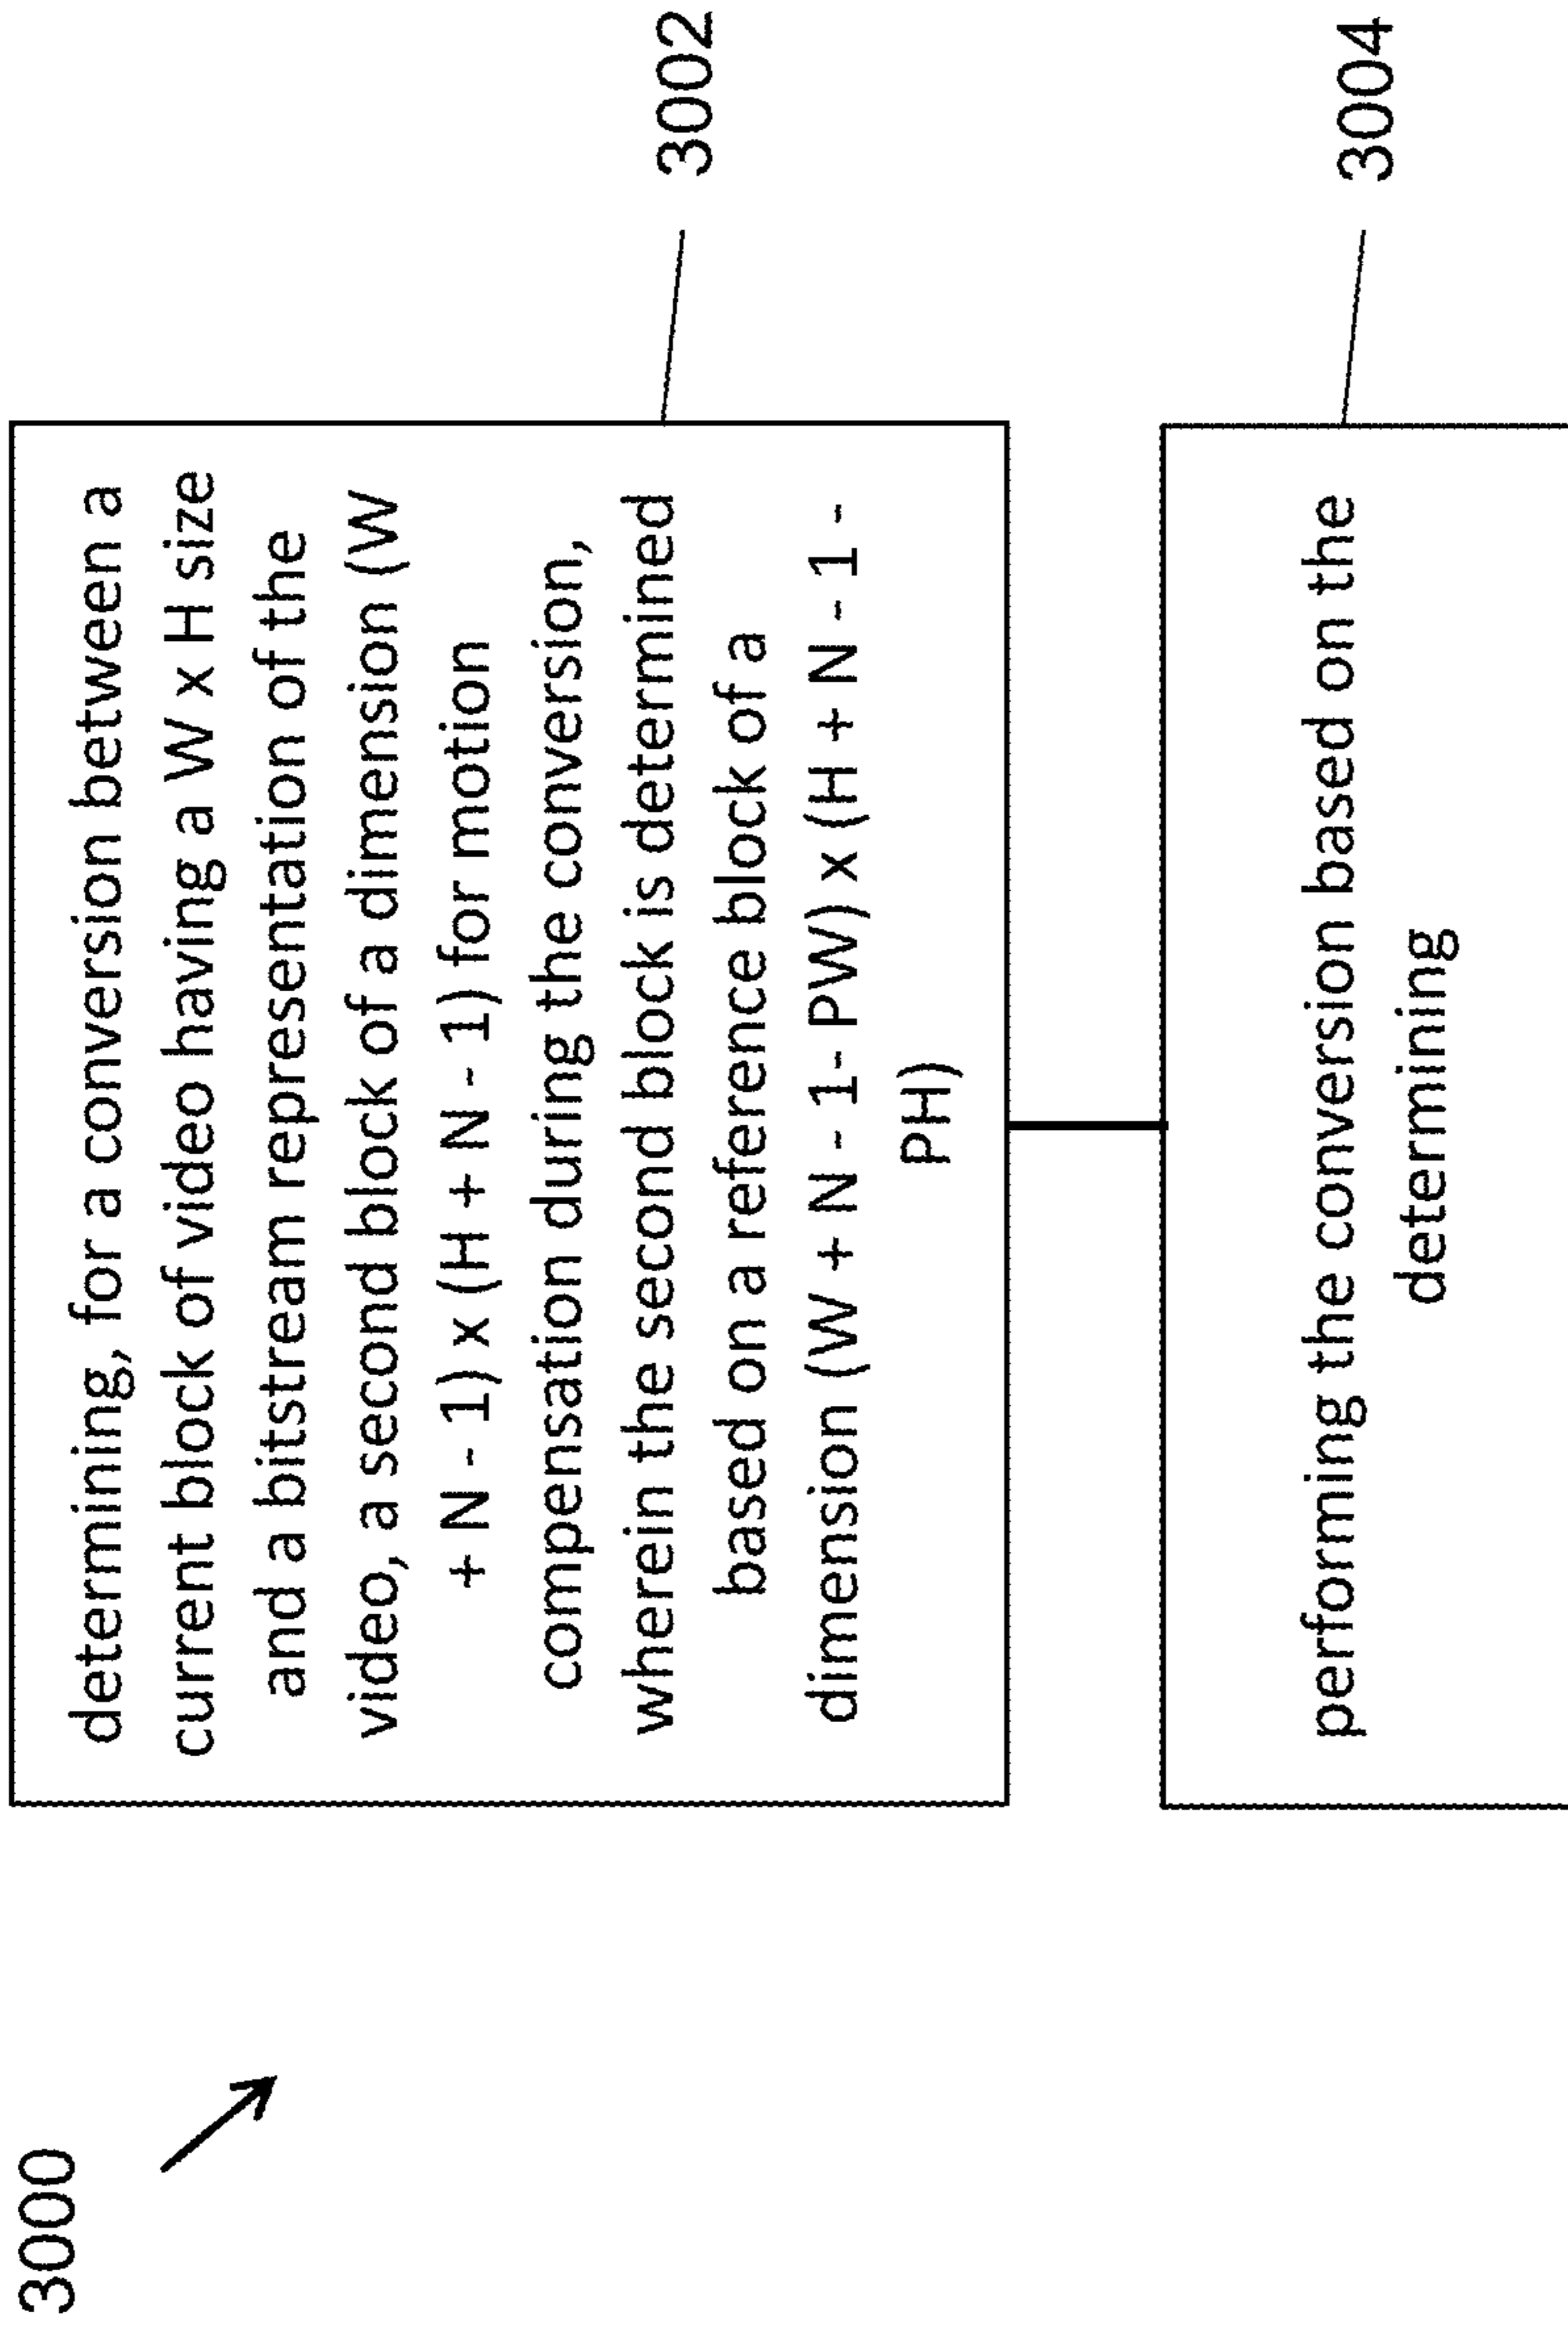 3000
determining, for a conversion between a
current block of video having a W x H size
and a bitstream representation of the
video, a second block of a dimension (W
+ N - 1) x (H + N - 1) for motion
compensation during the conversion,
wherein the second block is determined
based on a reference block of a
dimension (W + N - 1- PW) x (H + N - 1 -
PH)
3002
performing the conversion based on the
determining
3004